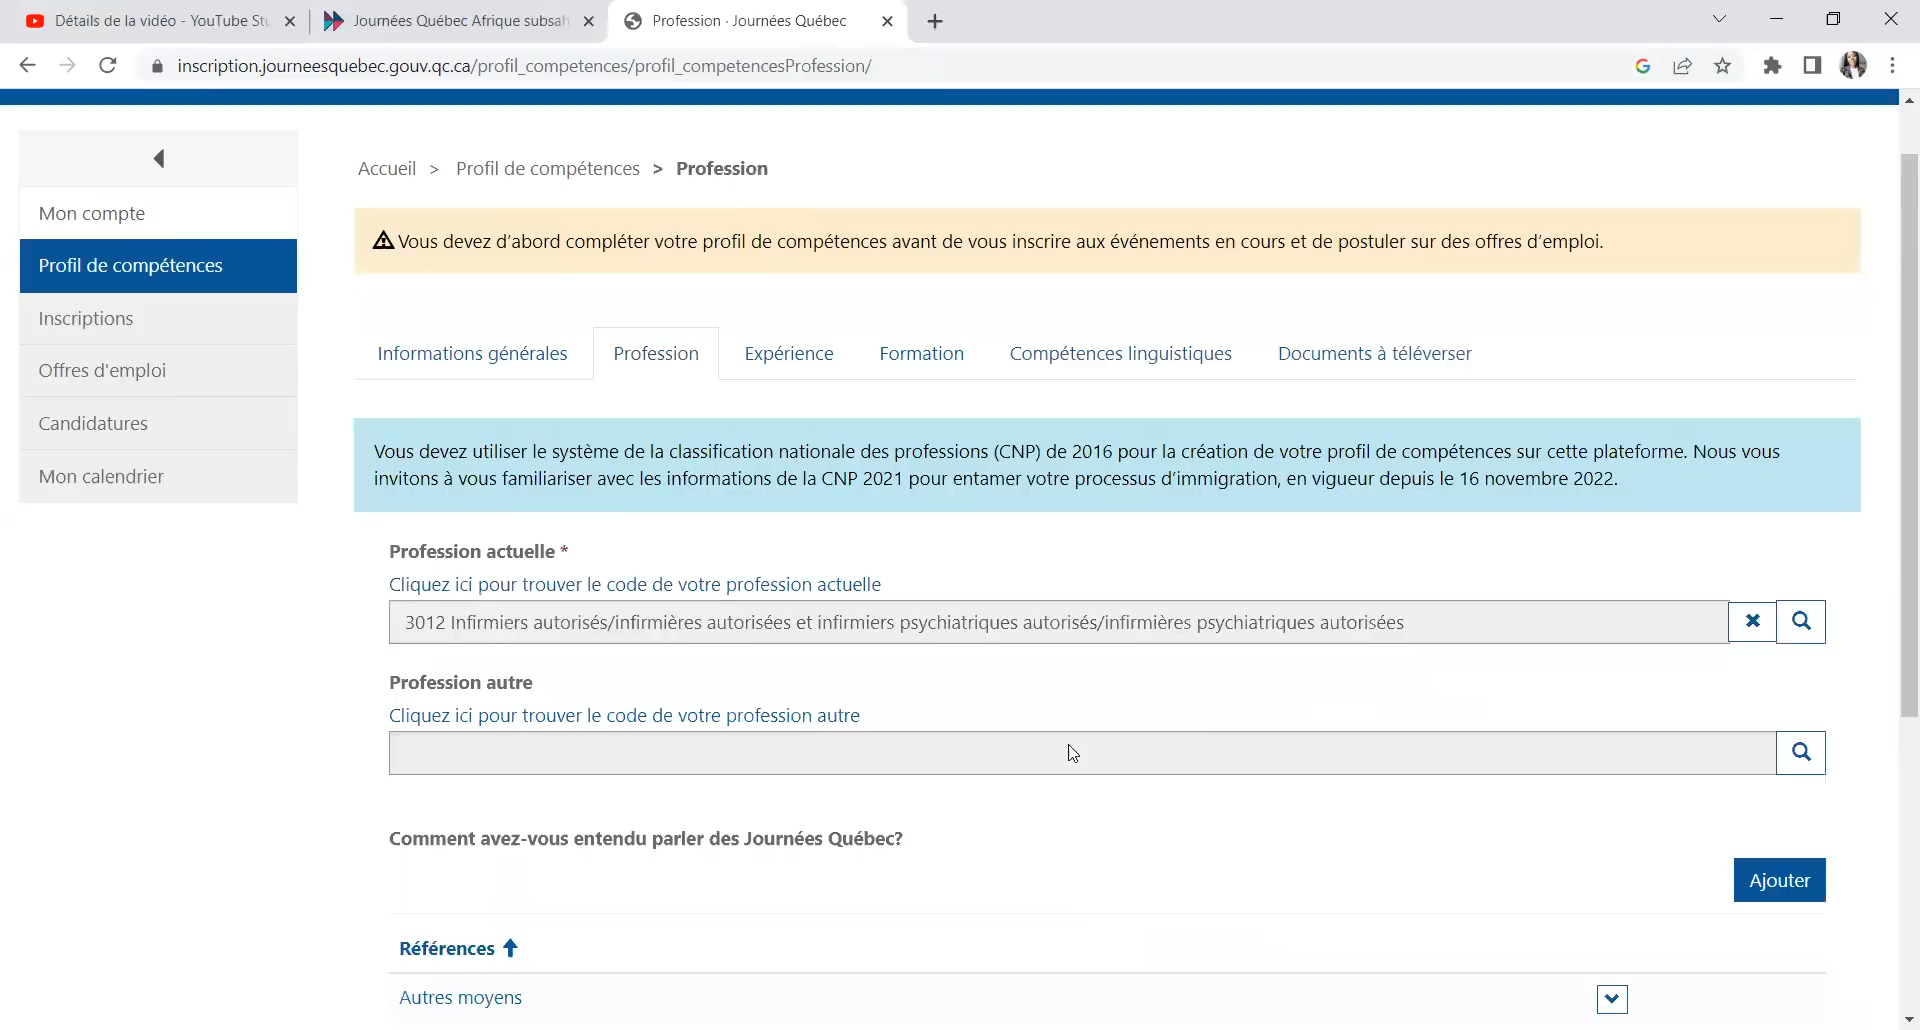 Détails de la vidéo - YouTube Stu
Journées Québec Afrique subsah
Profession · Journées Québec
inscription.journeesquebec.gouv.qc.ca/profil_competences/profil_competencesProfession/
Mon compte
Profil de compétences
Inscriptions
Offres d'emploi
Candidatures
Mon calendrier
Accueil > Profil de compétences > Profession
Vous devez d’abord compléter votre profil de compétences avant de vous inscrire aux événements en cours et de postuler sur des offres d’emploi.
Informations générales Profession Expérience Formation Compétences linguistiques Documents à téléverser
Vous devez utiliser le système de la classification nationale des professions (CNP) de 2016 pour la création de votre profil de compétences sur cette plateforme. Nous vous
invitons à vous familiariser avec les informations de la CNP 2021 pour entamer votre processus d’immigration, en vigueur depuis le 16 novembre 2022.
Profession actuelle *
Cliquez ici pour trouver le code de votre profession actuelle
3012 Infirmiers autorisés/infirmières autorisées et infirmiers psychiatriques autorisés/infirmières psychiatriques autorisées
Profession autre
Cliquez ici pour trouver le code de votre profession autre
Comment avez-vous entendu parler des Journées Québec?
Ajouter
Références
Autres moyens